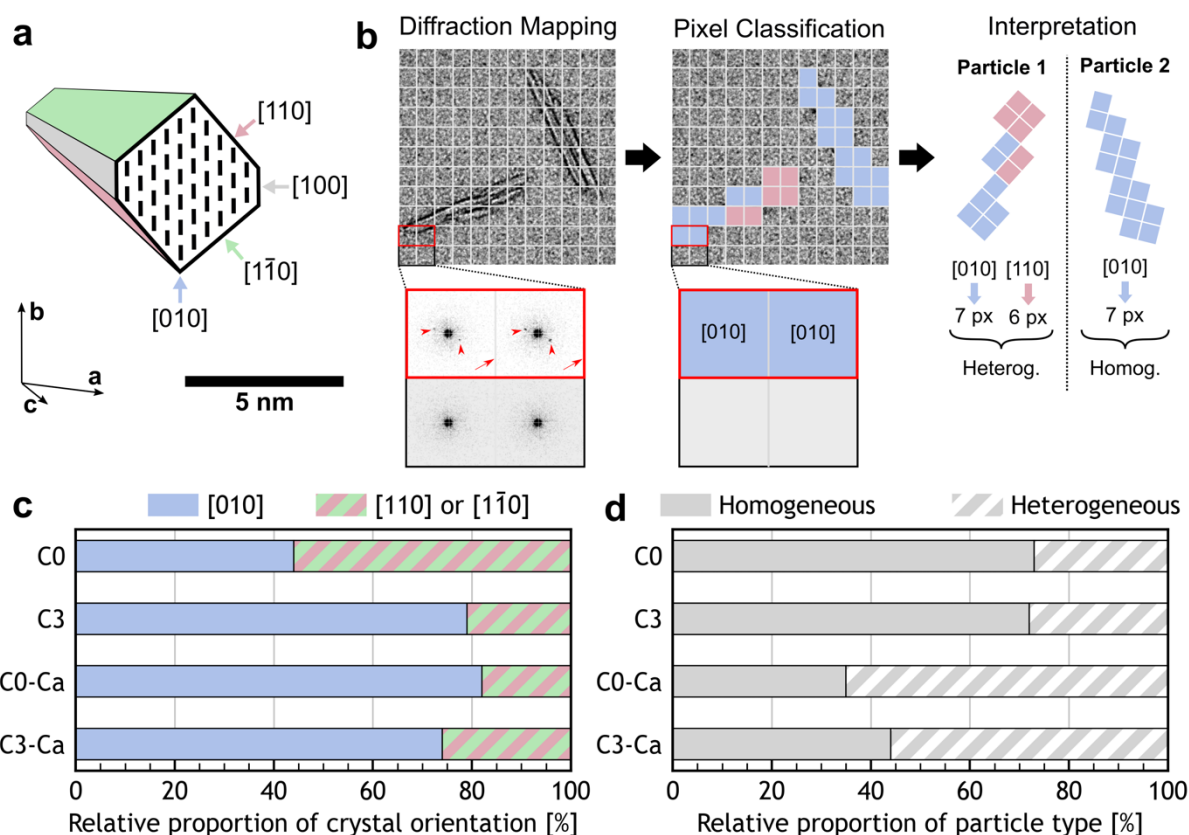 a
[110]
[100]
[11̄0]
[010]
b
a
c
5 nm
b
Diffraction Mapping
Pixel Classification
Interpretation
Particle 1
Particle 2
[010]
[010]
[010]
[110]
[010]
7 px
6 px
7 px
Heterog.
Homog.
c
[010]
[110] or [11̄0]
C0
C3
C0-Ca
C3-Ca
0
20
40
60
80
100
Relative proportion of crystal orientation [%]
d
Homogeneous
Heterogeneous
C0
C3
C0-Ca
C3-Ca
0
20
40
60
80
100
Relative proportion of particle type [%]